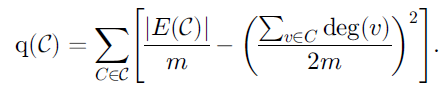 q(𝒞) = ∑_{C∈𝒞} [ |E(𝒞)| / m − ( ∑_{v∈C} deg(v) / 2m )² ].